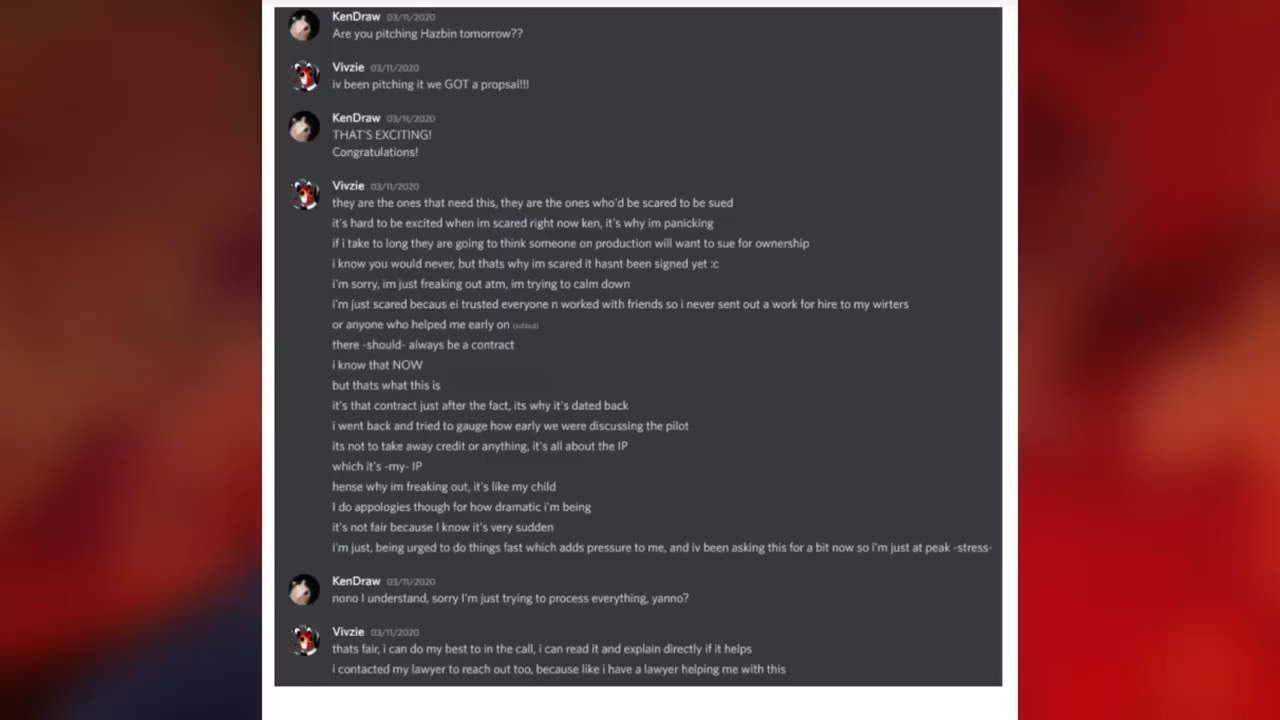 KenDraw 03/11/2020
Are you pitching Hazbin tomorrow??
Vivzie 03/11/2020
iv been pitching it we GOT a propsal!!!
KenDraw 03/11/2020
THAT'S EXCITING!
Congratulations!
Vivzie 03/11/2020
they are the ones that need this, they are the ones who'd be scared to be sued
it's hard to be excited when im scared right now ken, it's why im panicking
if i take to long they are going to think someone on production will want to sue for ownership
i know you would never, but thats why im scared it hasnt been signed yet :c
i'm sorry, im just freaking out atm, im trying to calm down
i'm just scared becaus ei trusted everyone n worked with friends so i never sent out a work for hire to my wirters
or anyone who helped me early on (edited)
there -should- always be a contract
i know that NOW
but thats what this is
it's that contract just after the fact, its why it's dated back
i went back and tried to gauge how early we were discussing the pilot
its not to take away credit or anything, it's all about the IP
which it's -my- IP
hense why im freaking out, it's like my child
I do appologies though for how dramatic i'm being
it's not fair because I know it's very sudden
i'm just, being urged to do things fast which adds pressure to me, and iv been asking this for a bit now so i'm just at peak -stress-
KenDraw 03/11/2020
nono I understand, sorry I'm just trying to process everything, yanno?
Vivzie 03/11/2020
thats fair, i can do my best to in the call, i can read it and explain directly if it helps
i contacted my lawyer to reach out too, because like i have a lawyer helping me with this